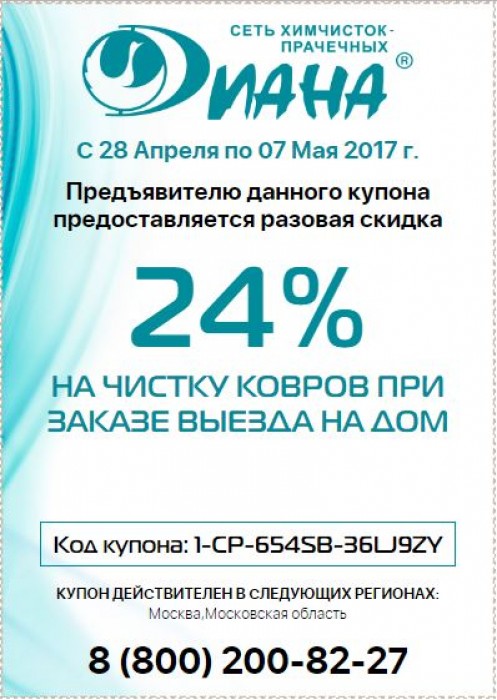 СЕТЬ ХИМЧИСТОК-
ПРАЧЕЧНЫХ
ДИАНА ®
С 28 Апреля по 07 Мая 2017 г.
Предъявителю данного купона
предоставляется разовая скидка
24%
НА ЧИСТКУ КОВРОВ ПРИ
ЗАКАЗЕ ВЫЕЗДА НА ДОМ
Код купона: 1-CP-654SB-36LJ9ZY
КУПОН ДЕЙСТВИТЕЛЕН В СЛЕДУЮЩИХ РЕГИОНАХ:
Москва,Московская область
8 (800) 200-82-27